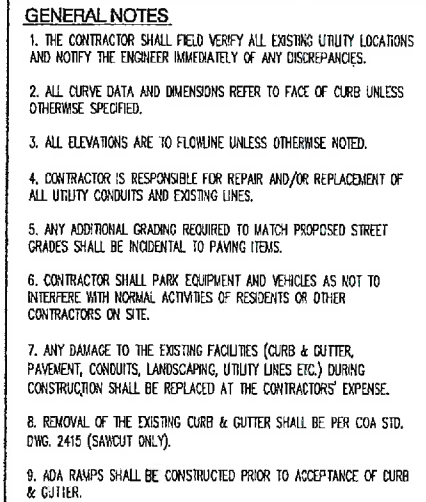 GENERAL NOTES
1. THE CONTRACTOR SHALL FIELD VERIFY ALL EXISTING UTILITY LOCATIONS
AND NOTIFY THE ENGINEER IMMEDIATELY OF ANY DISCREPANCIES.
2. ALL CURVE DATA AND DIMENSIONS REFER TO FACE OF CURB UNLESS
OTHERWISE SPECIFIED.
3. ALL ELEVATIONS ARE TO FLOWLINE UNLESS OTHERWISE NOTED.
4. CONTRACTOR IS RESPONSIBLE FOR REPAIR AND/OR REPLACEMENT OF
ALL UTILITY CONDUITS AND EXISTING LINES.
5. ANY ADDITIONAL GRADING REQUIRED TO MATCH PROPOSED STREET
GRADES SHALL BE INCIDENTAL TO PAVING ITEMS.
6. CONTRACTOR SHALL PARK EQUIPMENT AND VEHICLES AS NOT TO
INTERFERE WITH NORMAL ACTIVITIES OF RESIDENTS OR OTHER
CONTRACTORS ON SITE.
7. ANY DAMAGE TO THE EXISTING FACILITIES (CURB & GUTTER,
PAVEMENT, CONDUITS, LANDSCAPING, UTILITY LINES ETC.) DURING
CONSTRUCTION SHALL BE REPLACED AT THE CONTRACTORS' EXPENSE.
8. REMOVAL OF THE EXISTING CURB & GUTTER SHALL BE PER COA STD.
DWG. 2415 (SAWCUT ONLY).
9. ADA RAMPS SHALL BE CONSTRUCTED PRIOR TO ACCEPTANCE OF CURB
& GUTTER.